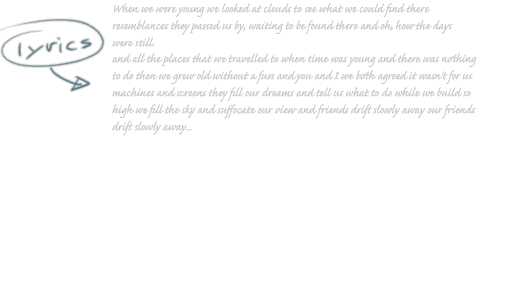 When we were young we looked at clouds to see what we could find there
resemblances they passed us by, waiting to be found there and oh, how the days
were still.
lyrics
and all the places that we travelled to when time was young and there was nothing
to do then we grew old without a fuss and you and I we both agreed it wasn't for us
machines and screens they fill our dreams and tell us what to do while we build so
high we fill the sky and suffocate our view and friends drift slowly away our friends
drift slowly away...